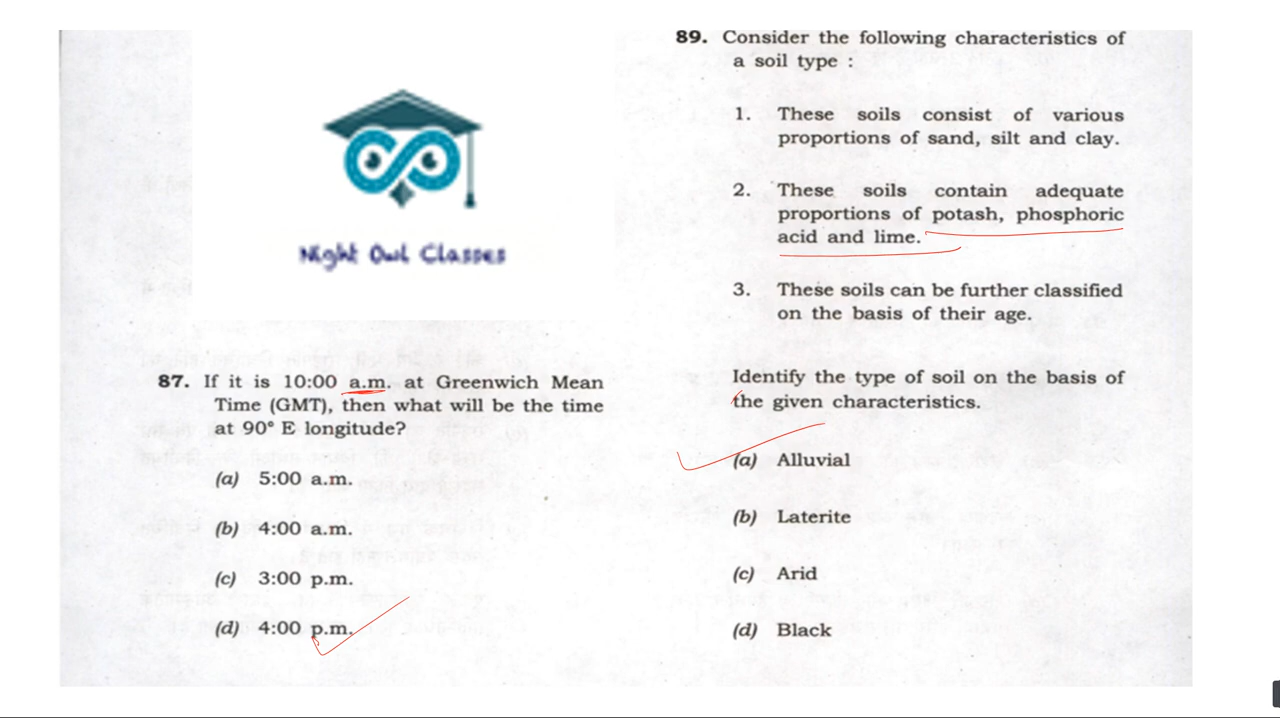 Night Owl Classes
87. If it is 10:00 a.m. at Greenwich Mean
Time (GMT), then what will be the time
at 90° E longitude?
(a) 5:00 a.m.
(b) 4:00 a.m.
(c) 3:00 p.m.
(d) 4:00 p.m.
89. Consider the following characteristics of
a soil type :
1. These soils consist of various
proportions of sand, silt and clay.
2. These soils contain adequate
proportions of potash, phosphoric
acid and lime.
3. These soils can be further classified
on the basis of their age.
Identify the type of soil on the basis of
the given characteristics.
(a) Alluvial
(b) Laterite
(c) Arid
(d) Black